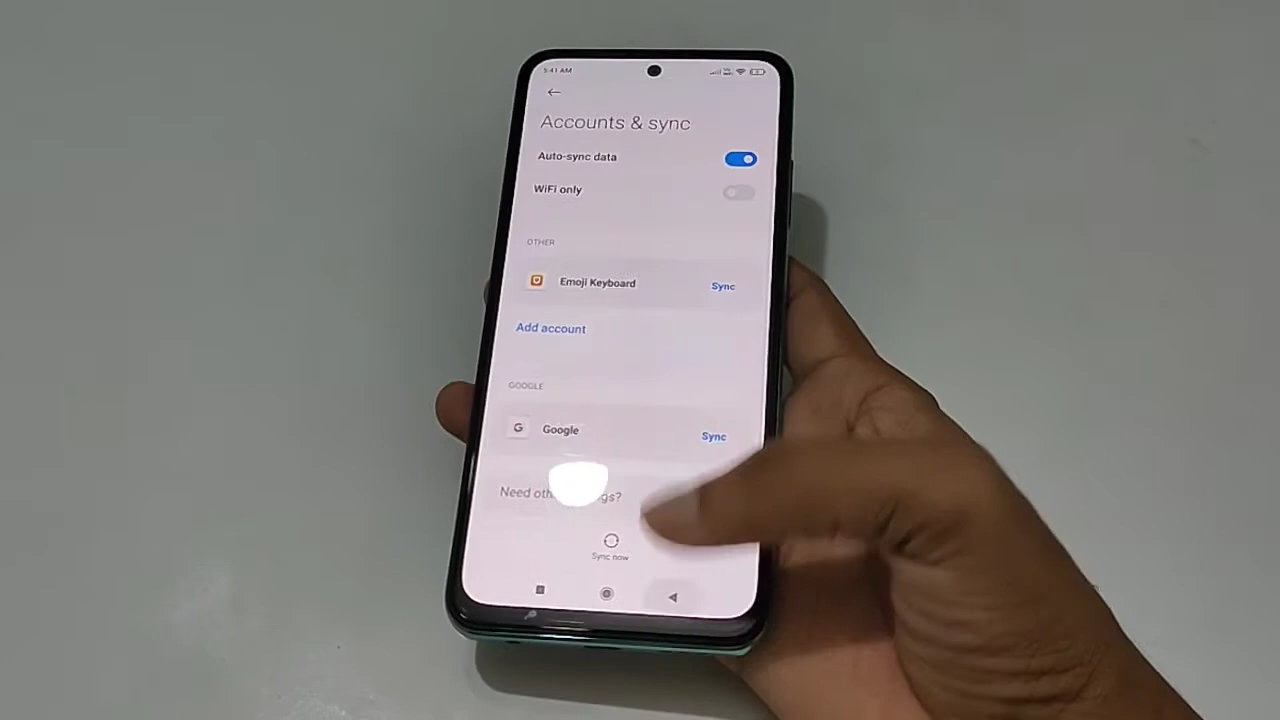 5:41 AM
Accounts & sync
Auto-sync data
WiFi only
OTHER
Emoji Keyboard
Sync
Add account
GOOGLE
G Google
Sync
Need
Sync now